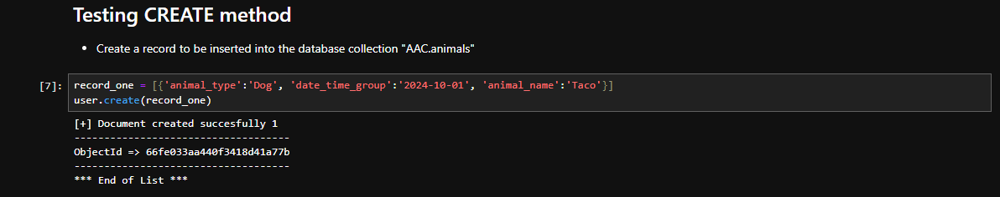 Testing CREATE method
• Create a record to be inserted into the database collection "AAC.animals"
[7]: record_one = [{'animal_type':'Dog', 'date_time_group':'2024-10-01', 'animal_name':'Taco'}]
user.create(record_one)
[+] Document created succesfully 1
------------------------------------
ObjectId => 66fe033aa440f3418d41a77b
------------------------------------
*** End of List ***